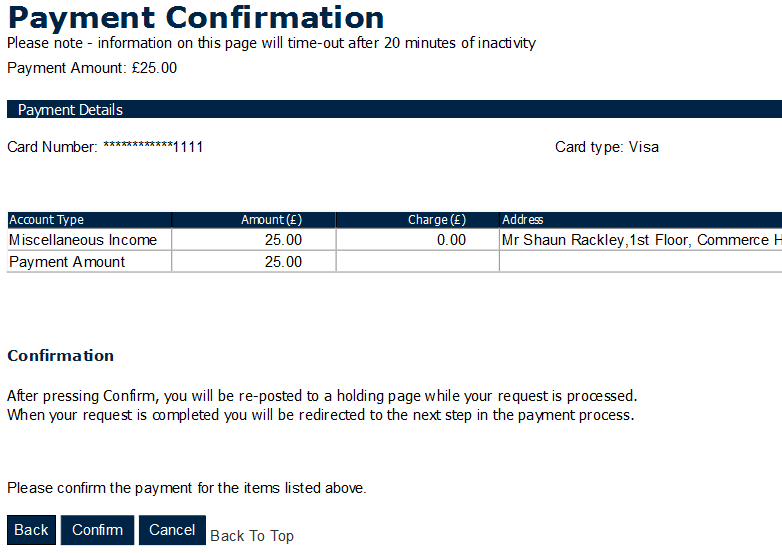 Payment Confirmation
Please note - information on this page will time-out after 20 minutes of inactivity
Payment Amount: £25.00
Payment Details
Card Number: ************1111 Card type: Visa
Account Type Amount (£) Charge (£) Address
Miscellaneous Income 25.00 0.00 Mr Shaun Rackley,1st Floor, Commerce H
Payment Amount 25.00
Confirmation
After pressing Confirm, you will be re-posted to a holding page while your request is processed.
When your request is completed you will be redirected to the next step in the payment process.
Please confirm the payment for the items listed above.
Back Confirm Cancel Back To Top